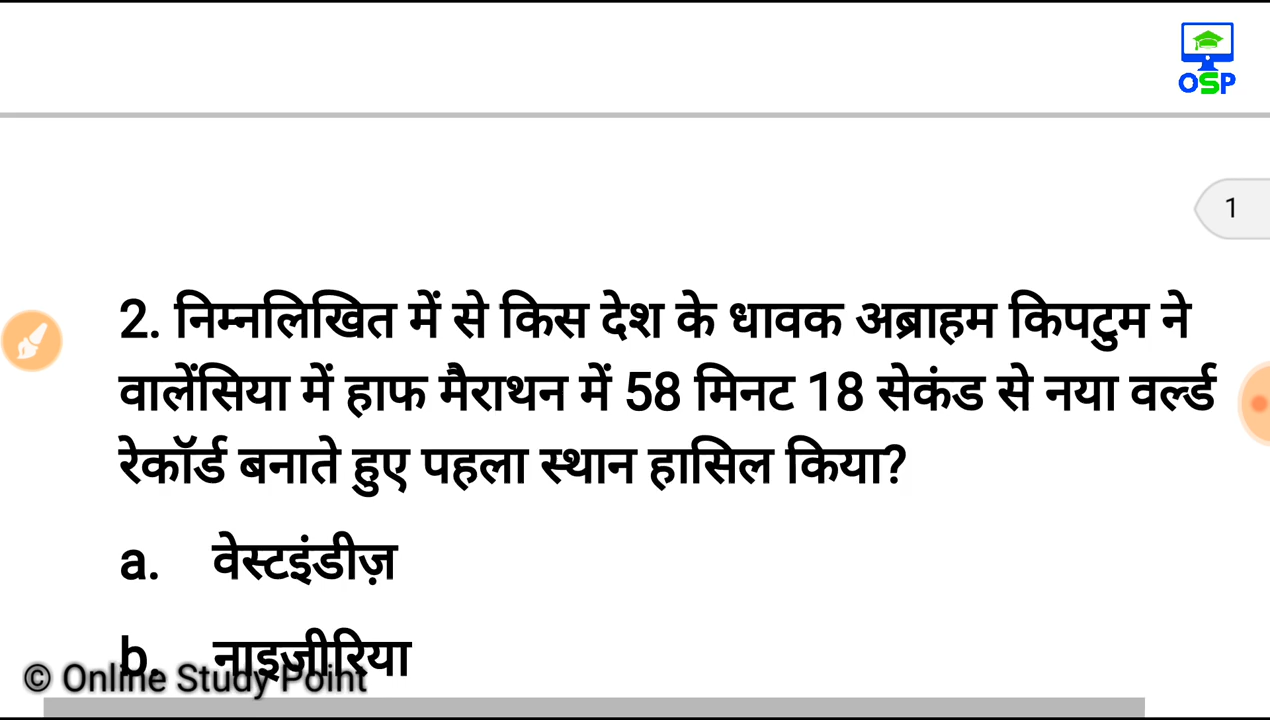 OSP
1
2. निम्नलिखित में से किस देश के धावक अब्राहम किपटुम ने
वालेंसिया में हाफ मैराथन में 58 मिनट 18 सेकंड से नया वर्ल्ड
रेकॉर्ड बनाते हुए पहला स्थान हासिल किया?
a. वेस्टइंडीज़
b. नाइजीरिया
© Online Study Point